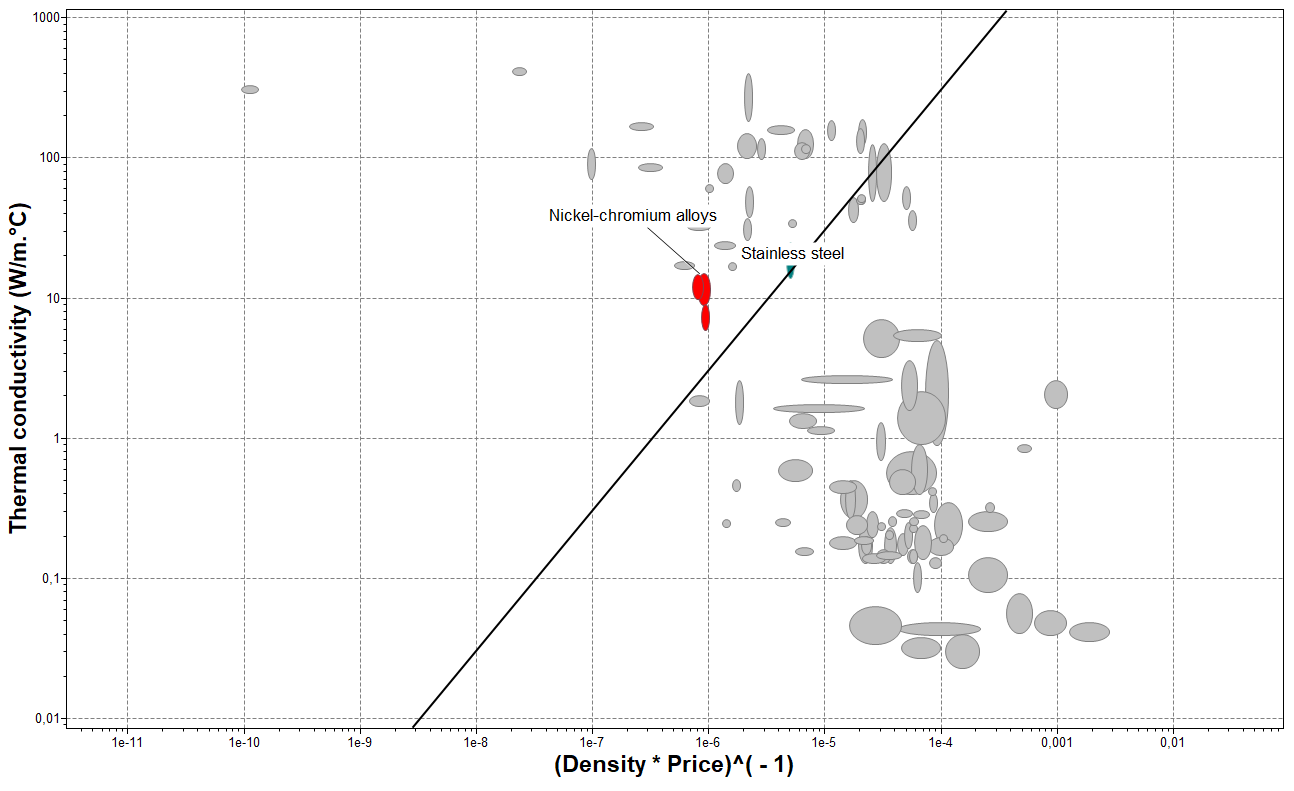 1000
100
10
1
0,1
0,01
Thermal conductivity (W/m.°C)
Nickel-chromium alloys
Stainless steel
1e-11 1e-10 1e-9 1e-8 1e-7 1e-6 1e-5 1e-4 0,001 0,01
(Density * Price)^( - 1)